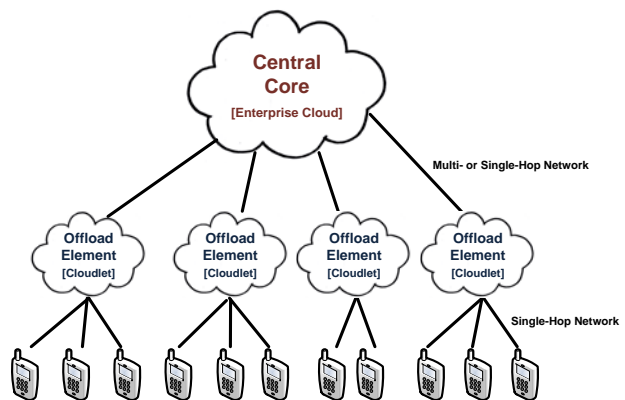 Central
Core
[Enterprise Cloud]
Multi- or Single-Hop Network
Offload
Element
[Cloudlet]
Offload
Element
[Cloudlet]
Offload
Element
[Cloudlet]
Offload
Element
[Cloudlet]
Single-Hop Network